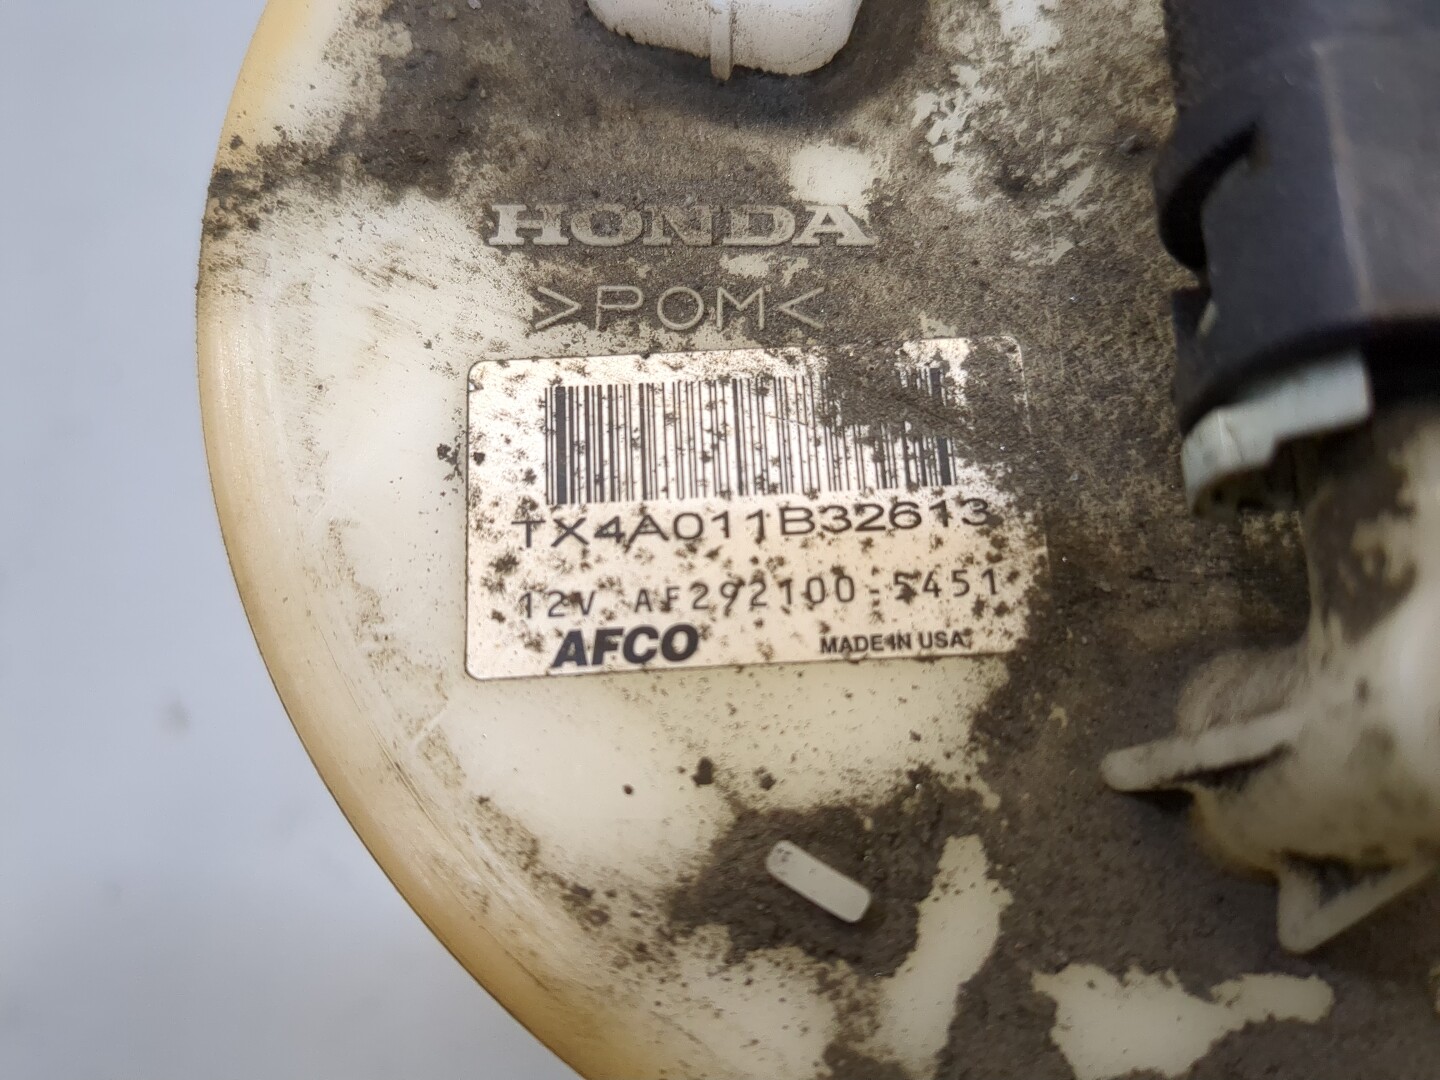 HONDA
>POM<
TX4A011B32613
12V AF292100-5451
AFCO MADE IN USA